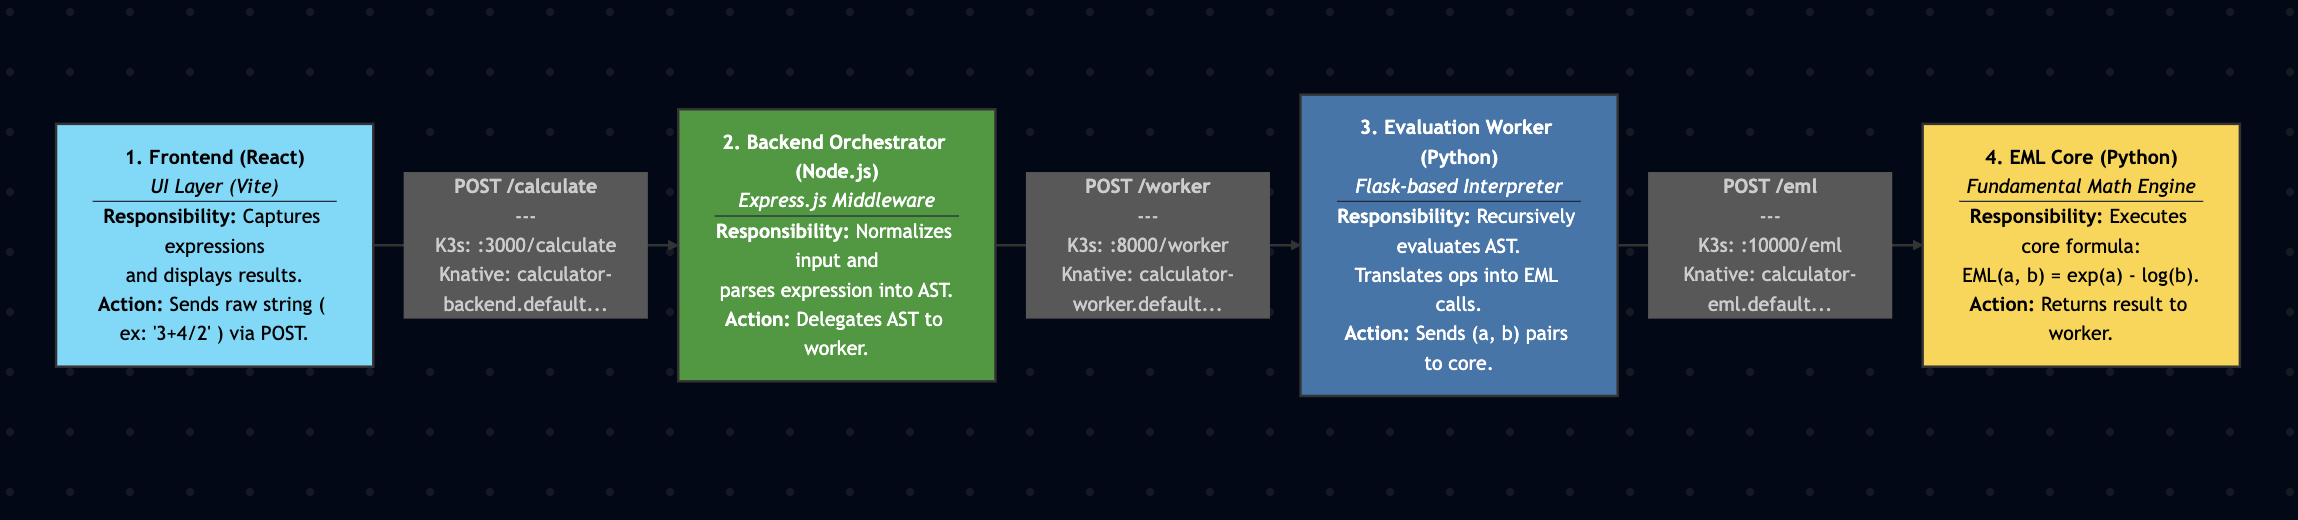 1. Frontend (React)
UI Layer (Vite)
Responsibility: Captures
expressions
and displays results.
Action: Sends raw string (
ex: '3+4/2' ) via POST.
POST /calculate
---
K3s: :3000/calculate
Knative: calculator-
backend.default...
2. Backend Orchestrator
(Node.js)
Express.js Middleware
Responsibility: Normalizes
input and
parses expression into AST.
Action: Delegates AST to
worker.
POST /worker
---
K3s: :8000/worker
Knative: calculator-
worker.default...
3. Evaluation Worker
(Python)
Flask-based Interpreter
Responsibility: Recursively
evaluates AST.
Translates ops into EML
calls.
Action: Sends (a, b) pairs
to core.
POST /eml
---
K3s: :10000/eml
Knative: calculator-
eml.default...
4. EML Core (Python)
Fundamental Math Engine
Responsibility: Executes
core formula:
EML(a, b) = exp(a) - log(b).
Action: Returns result to
worker.